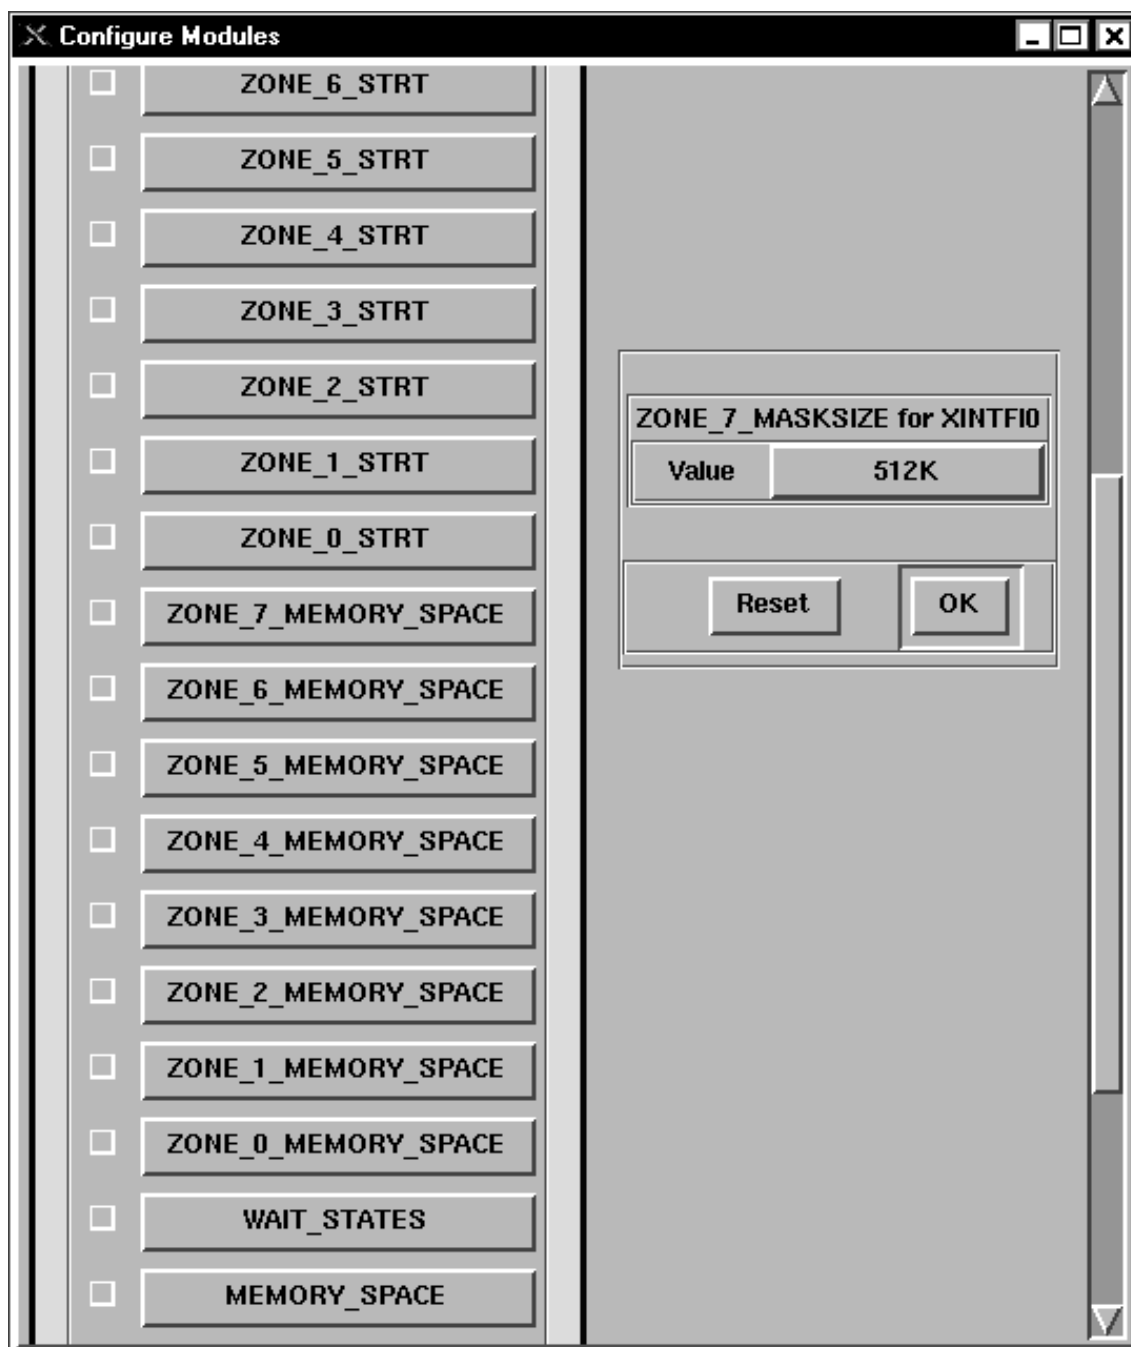 Configure Modules
ZONE_6_STRT
ZONE_5_STRT
ZONE_4_STRT
ZONE_3_STRT
ZONE_2_STRT
ZONE_1_STRT
ZONE_0_STRT
ZONE_7_MEMORY_SPACE
ZONE_6_MEMORY_SPACE
ZONE_5_MEMORY_SPACE
ZONE_4_MEMORY_SPACE
ZONE_3_MEMORY_SPACE
ZONE_2_MEMORY_SPACE
ZONE_1_MEMORY_SPACE
ZONE_0_MEMORY_SPACE
WAIT_STATES
MEMORY_SPACE
ZONE_7_MASKSIZE for XINTFI0
Value 512K
Reset OK